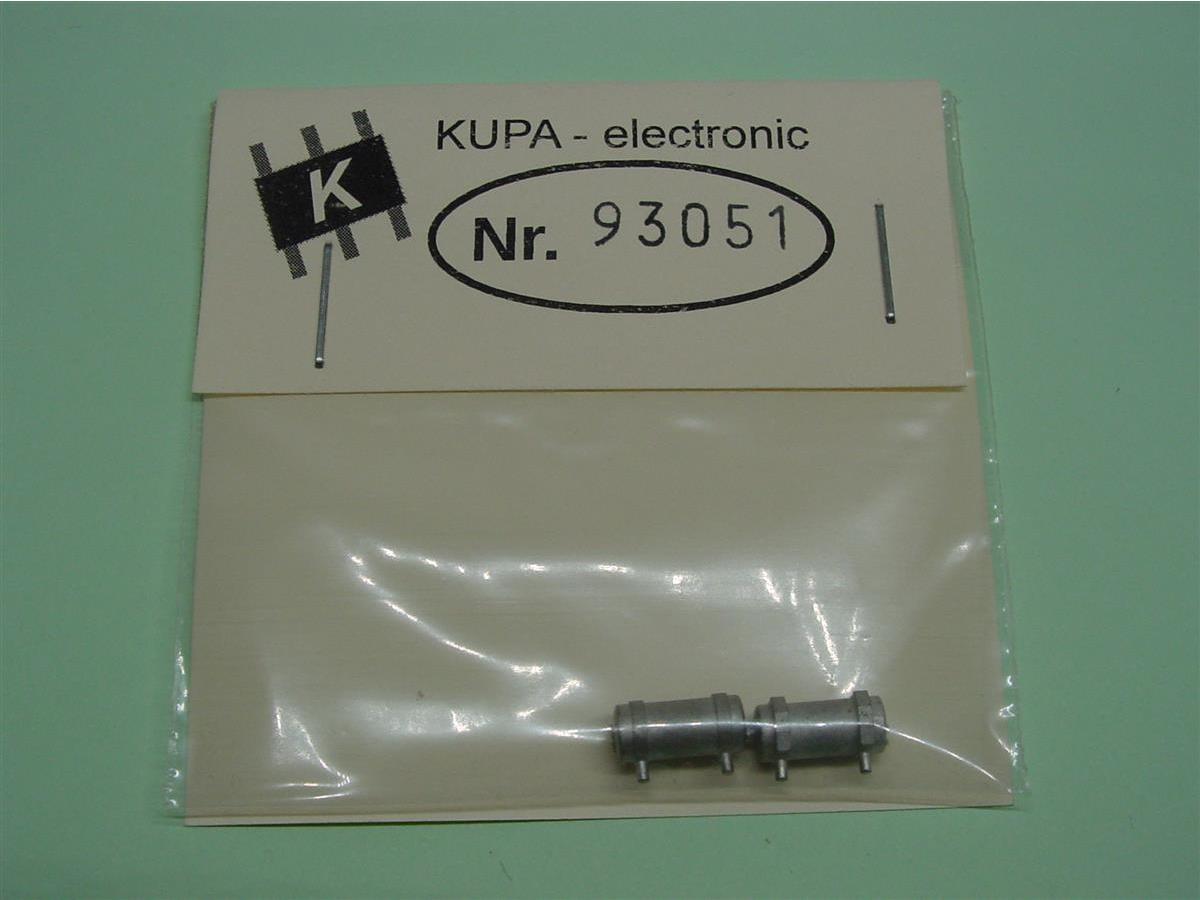 KUPA - electronic
K
Nr. 93051